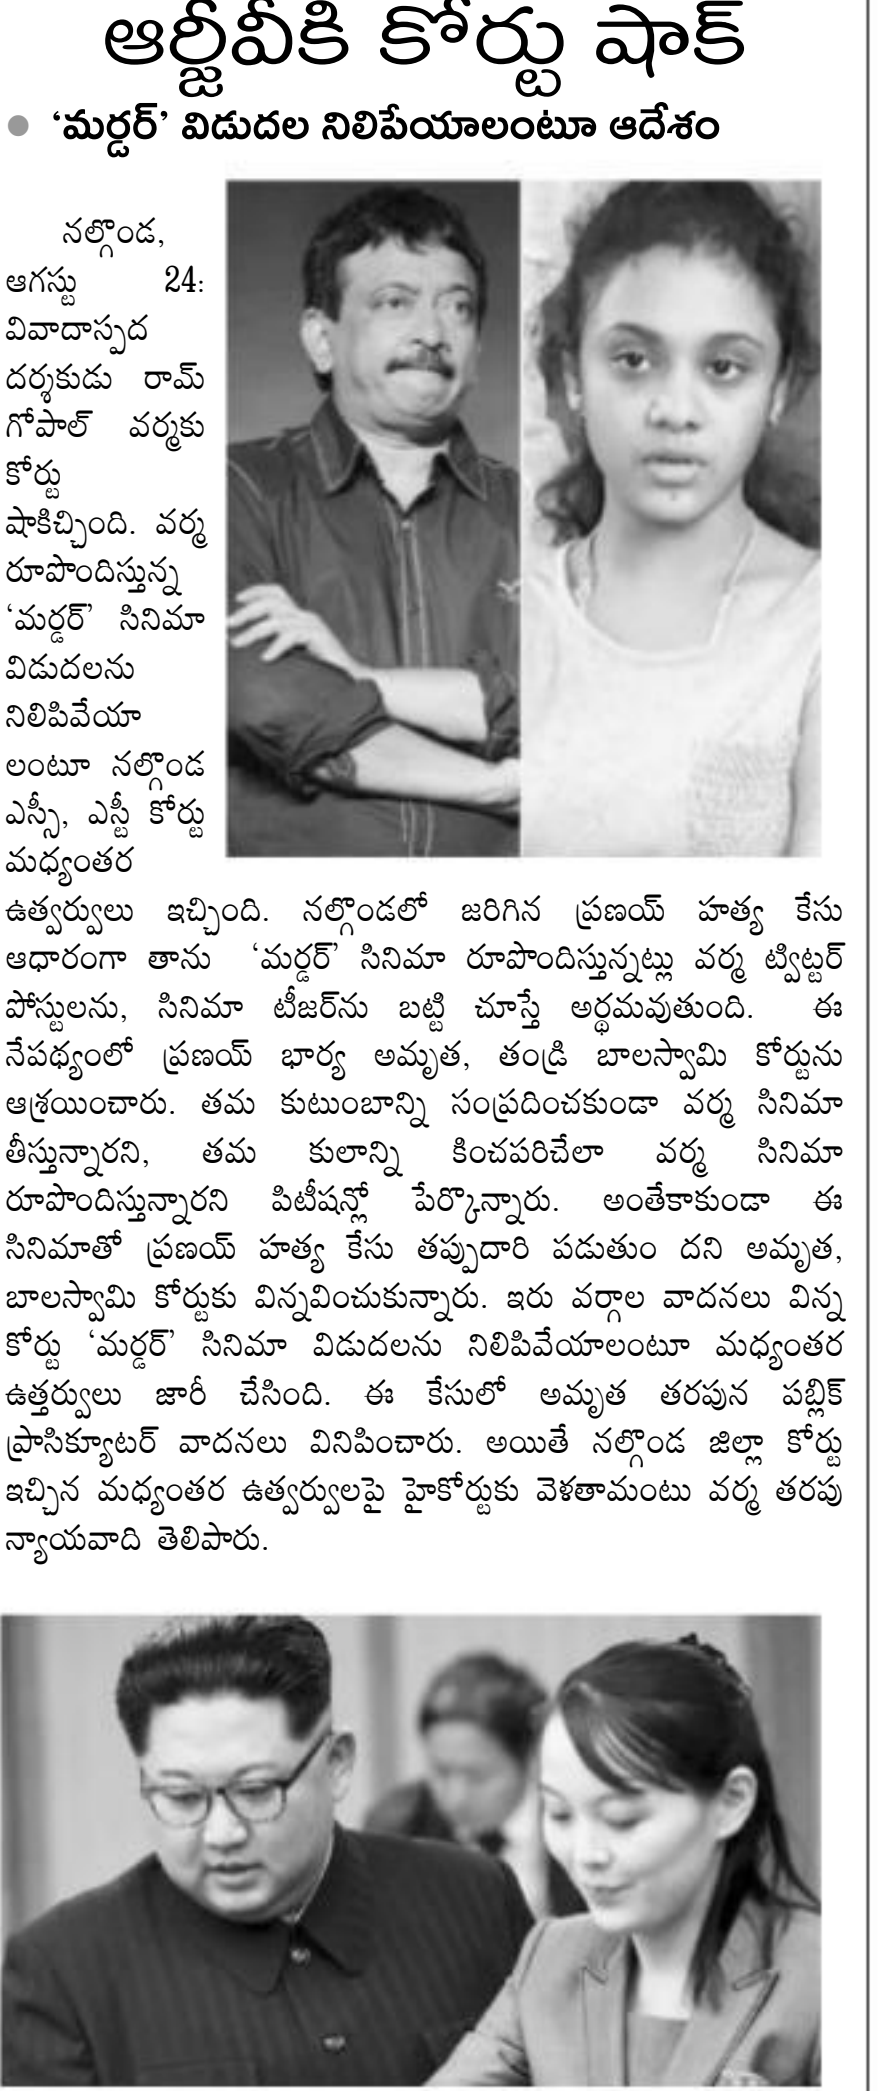 ఆర్జీవీకి కోర్టు షాక్
● ‘మర్డర్’ విడుదల నిలిపేయాలంటూ ఆదేశం
నల్గొండ,
ఆగస్టు 24:
వివాదాస్పద
దర్శకుడు రామ్
గోపాల్ వర్మకు
కోర్టు
షాకిచ్చింది. వర్మ
రూపొందిస్తున్న
‘మర్డర్’ సినిమా
విడుదలను
నిలిపివేయా
లంటూ నల్గొండ
ఎస్సీ, ఎస్టీ కోర్టు
మధ్యంతర
ఉత్వర్వులు ఇచ్చింది. నల్గొండలో జరిగిన ప్రణయ్ హత్య కేసు
ఆధారంగా తాను ‘మర్డర్’ సినిమా రూపొందిస్తున్నట్లు వర్మ ట్విట్టర్
పోస్టులను, సినిమా టీజర్‌ను బట్టి చూస్తే అర్థమవుతుంది. ఈ
నేపథ్యంలో ప్రణయ్ భార్య అమృత, తండ్రి బాలస్వామి కోర్టును
ఆశ్రయించారు. తమ కుటుంబాన్ని సంప్రదించకుండా వర్మ సినిమా
తీస్తున్నారని, తమ కులాన్ని కించపరిచేలా వర్మ సినిమా
రూపొందిస్తున్నారని పిటీషన్లో పేర్కొన్నారు. అంతేకాకుండా ఈ
సినిమాతో ప్రణయ్ హత్య కేసు తప్పుదారి పడుతుం దని అమృత,
బాలస్వామి కోర్టుకు విన్నవించుకున్నారు. ఇరు వర్గాల వాదనలు విన్న
కోర్టు ‘మర్డర్’ సినిమా విడుదలను నిలిపివేయాలంటూ మధ్యంతర
ఉత్తర్వులు జారీ చేసింది. ఈ కేసులో అమృత తరపున పబ్లిక్
ప్రాసిక్యూటర్ వాదనలు వినిపించారు. అయితే నల్గొండ జిల్లా కోర్టు
ఇచ్చిన మధ్యంతర ఉత్వర్వులపై హైకోర్టుకు వెళతామంటు వర్మ తరపు
న్యాయవాది తెలిపారు.